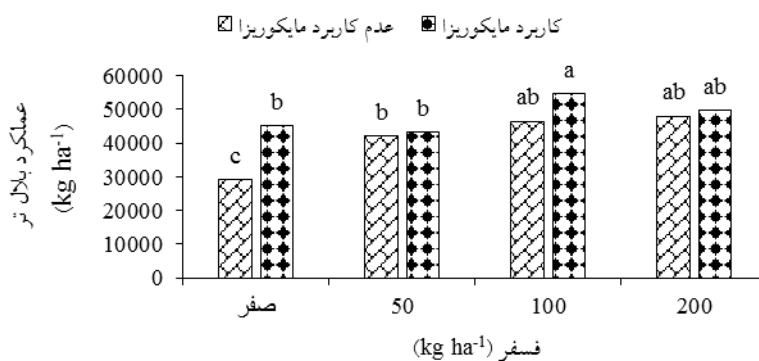 کاربرد مایکوریزا عدم کاربرد مایکوریزا
عملکرد بلال تر
(kg ha-1)
60000
50000
40000
30000
20000
10000
0
c b b b ab a ab ab
صفر 50 100 200
فسفر (kg ha-1)